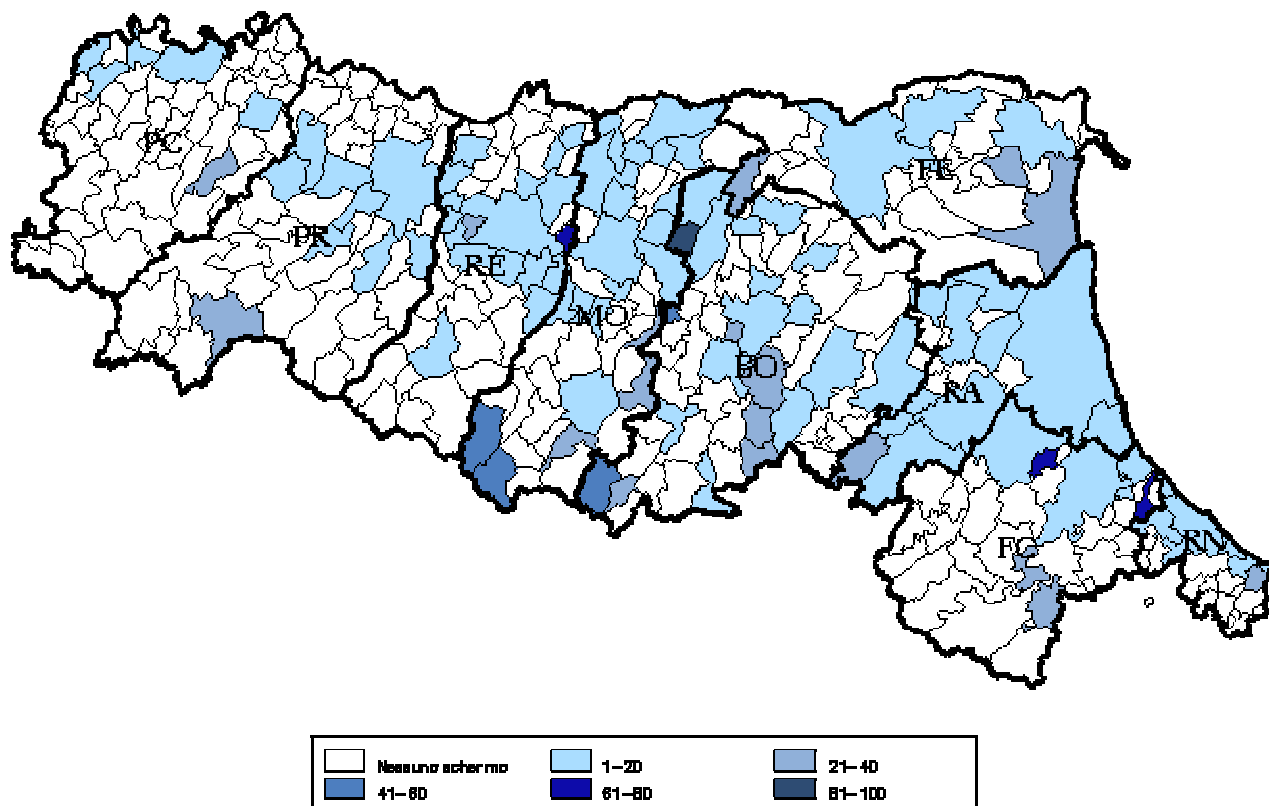 PC
FE
PR
RE
MO
BO
RA
FC
RN
Nessuno schermo 1-20 21-40
41-60 61-80 81-100